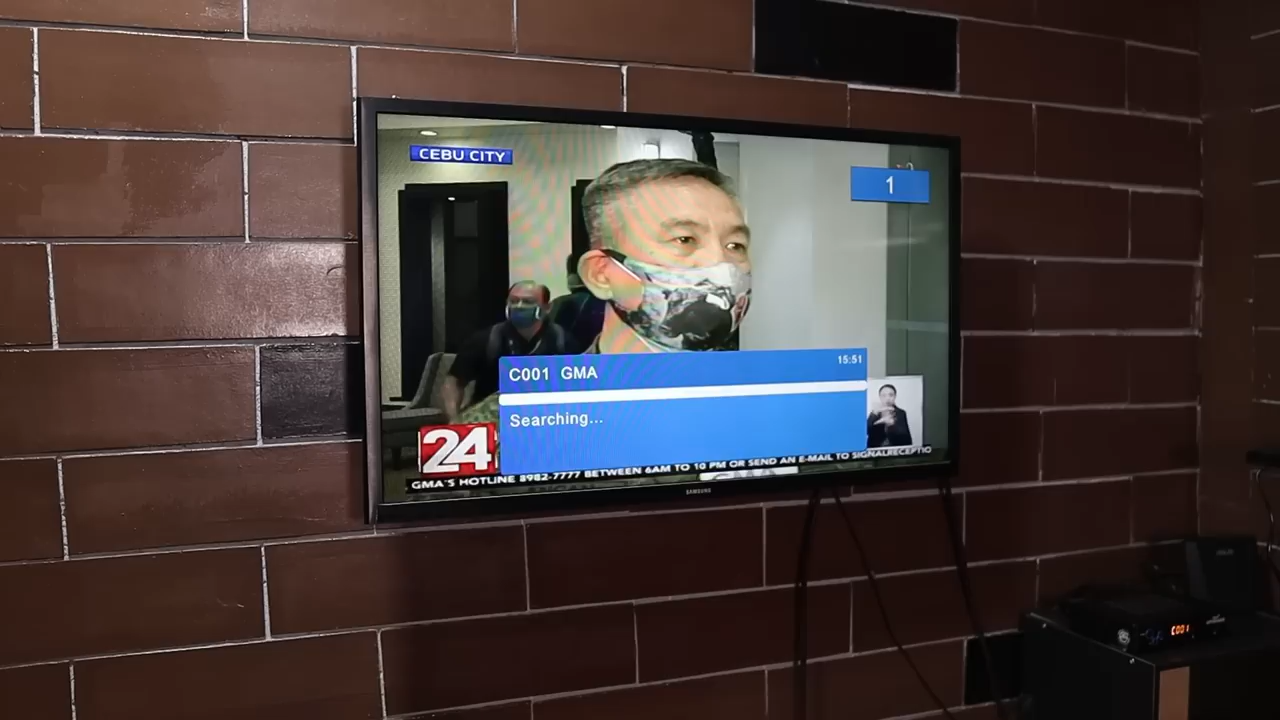 CEBU CITY
1
15:51
C001 GMA
Searching...
24
GMA'S HOTLINE 8982-7777 BETWEEN 6AM TO 10 PM OR SEND AN E-MAIL TO SIGNALRECEPTIO
SAMSUNG
C001